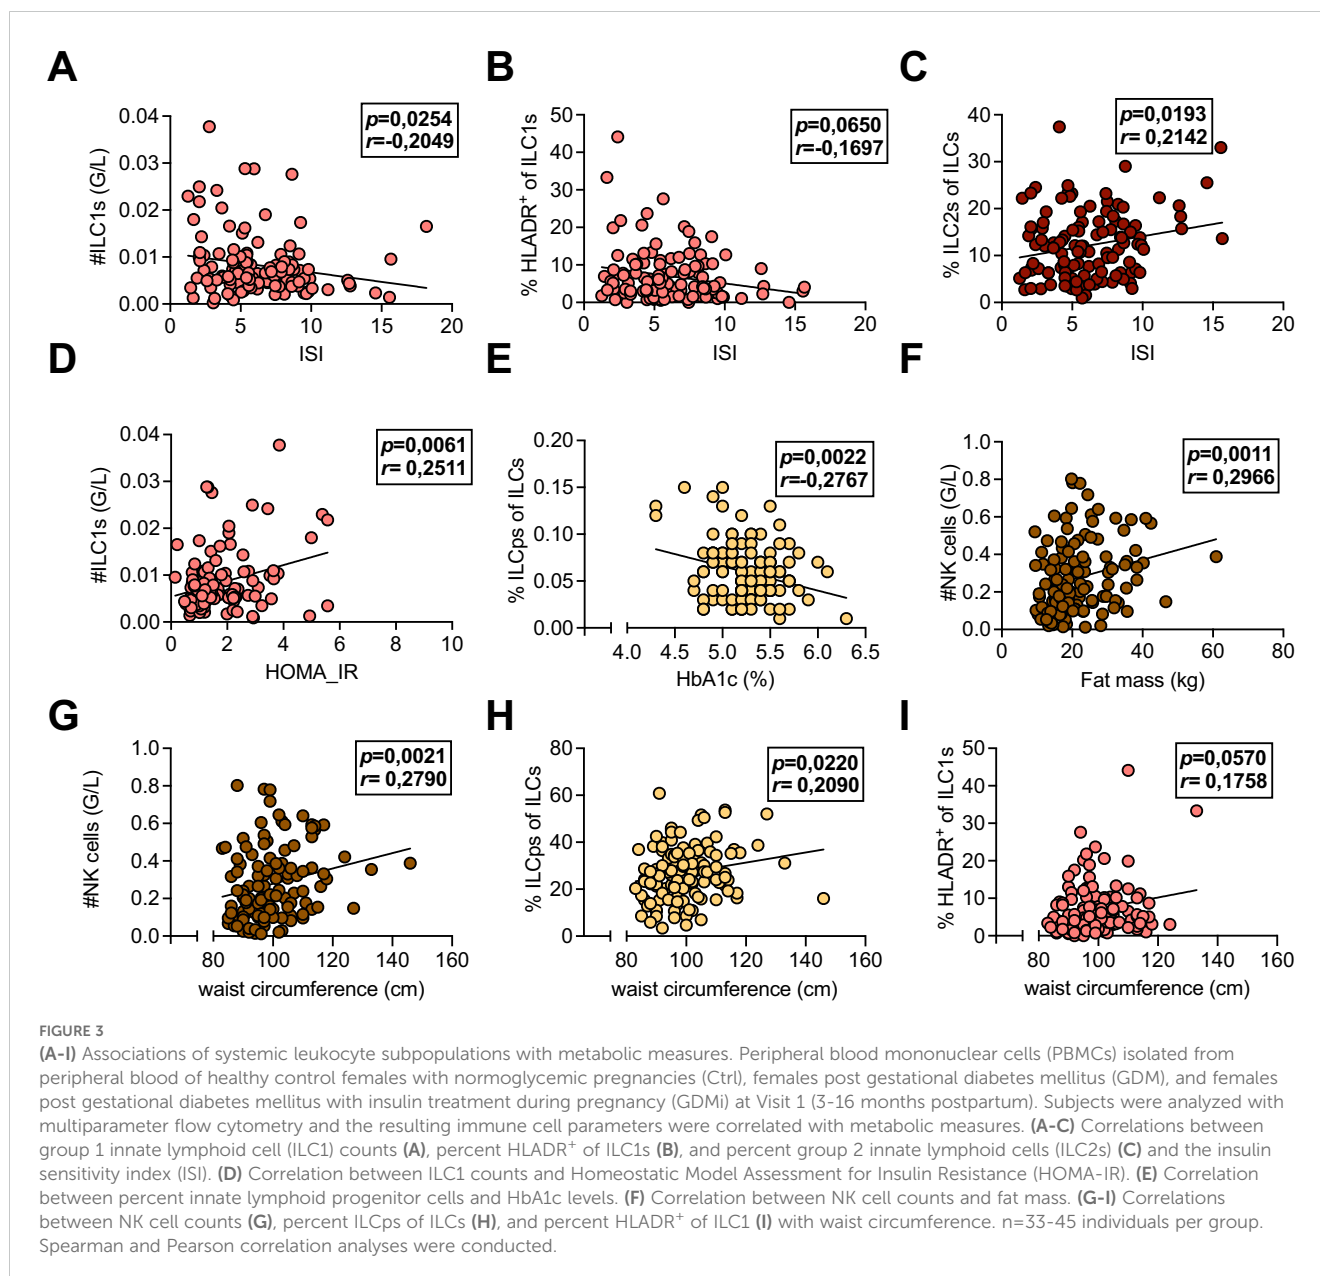 A
p=0,0254
r=-0,2049
#ILC1s (G/L)
0.04
0.03
0.02
0.01
0.00
0 5 10 15 20
ISI
B
p=0,0650
r=-0,1697
% HLADR⁺ of ILC1s
50
40
30
20
10
0
0 5 10 15 20
ISI
C
p=0,0193
r= 0,2142
% ILC2s of ILCs
40
30
20
10
0
0 5 10 15 20
ISI
D
p=0,0061
r= 0,2511
#ILC1s (G/L)
0.04
0.03
0.02
0.01
0.00
0 2 4 6 8 10
HOMA_IR
E
p=0,0022
r=-0,2767
% ILCps of ILCs
0.20
0.15
0.10
0.05
0.00
4.0 4.5 5.0 5.5 6.0 6.5
HbA1c (%)
F
p=0,0011
r= 0,2966
#NK cells (G/L)
1.0
0.8
0.6
0.4
0.2
0.0
0 20 40 60 80
Fat mass (kg)
G
p=0,0021
r= 0,2790
#NK cells (G/L)
1.0
0.8
0.6
0.4
0.2
0.0
80 100 120 140 160
waist circumference (cm)
H
p=0,0220
r= 0,2090
% ILCps of ILCs
80
60
40
20
0
80 100 120 140 160
waist circumference (cm)
I
p=0,0570
r= 0,1758
% HLADR⁺ of ILC1s
50
40
30
20
10
0
80 100 120 140 160
waist circumference (cm)
FIGURE 3
(A-I) Associations of systemic leukocyte subpopulations with metabolic measures. Peripheral blood mononuclear cells (PBMCs) isolated from
peripheral blood of healthy control females with normoglycemic pregnancies (Ctrl), females post gestational diabetes mellitus (GDM), and females
post gestational diabetes mellitus with insulin treatment during pregnancy (GDMi) at Visit 1 (3-16 months postpartum). Subjects were analyzed with
multiparameter flow cytometry and the resulting immune cell parameters were correlated with metabolic measures. (A-C) Correlations between
group 1 innate lymphoid cell (ILC1) counts (A), percent HLADR⁺ of ILC1s (B), and percent group 2 innate lymphoid cells (ILC2s) (C) and the insulin
sensitivity index (ISI). (D) Correlation between ILC1 counts and Homeostatic Model Assessment for Insulin Resistance (HOMA-IR). (E) Correlation
between percent innate lymphoid progenitor cells and HbA1c levels. (F) Correlation between NK cell counts and fat mass. (G-I) Correlations
between NK cell counts (G), percent ILCps of ILCs (H), and percent HLADR⁺ of ILC1 (I) with waist circumference. n=33-45 individuals per group.
Spearman and Pearson correlation analyses were conducted.